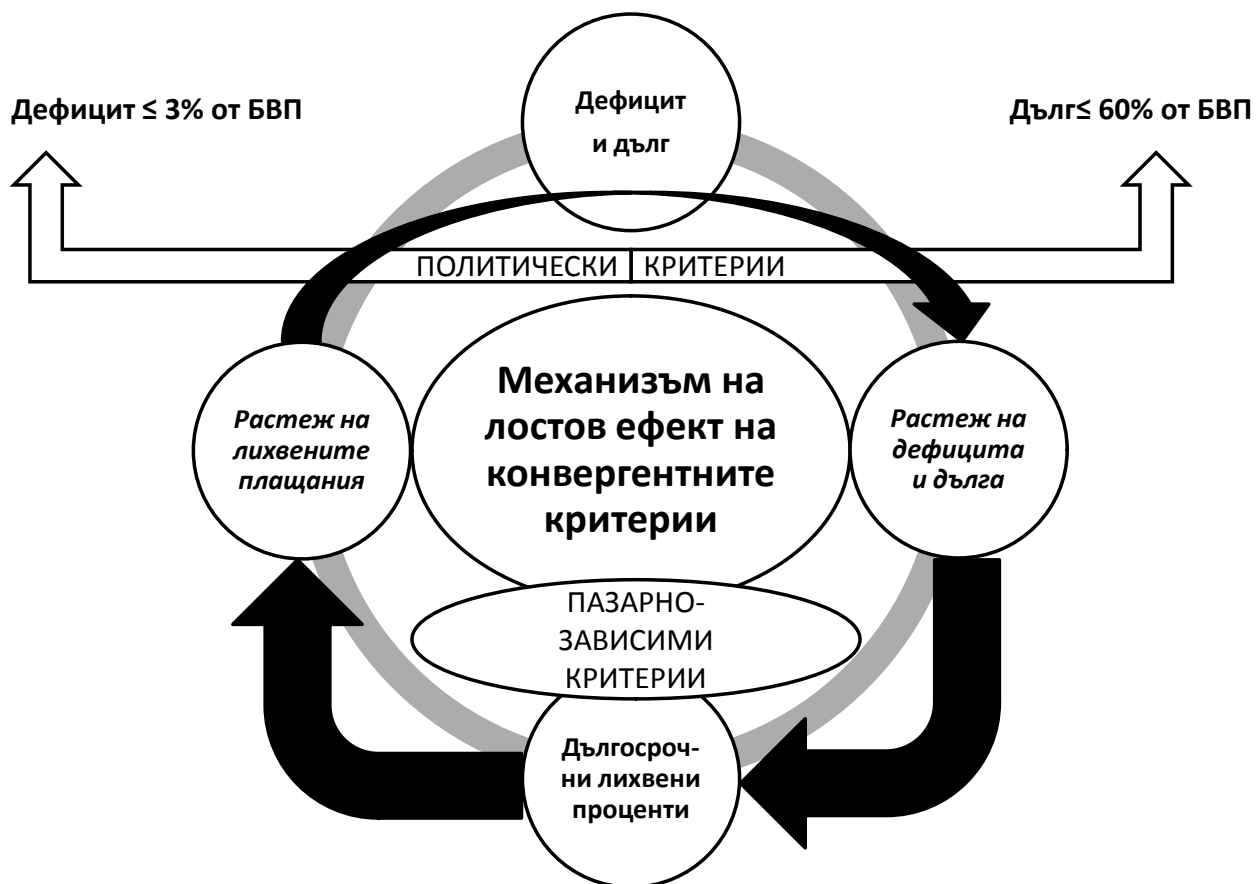 Дефицит
и дълг
Дефицит ≤ 3% от БВП
Дълг≤ 60% от БВП
ПОЛИТИЧЕСКИ КРИТЕРИИ
Механизъм на
лостов ефект на
конвергентните
критерии
Растеж на
лихвените
плащания
Растеж на
дефицита
и дълга
ПАЗАРНО-
ЗАВИСИМИ
КРИТЕРИИ
Дългосроч-
ни лихвени
проценти